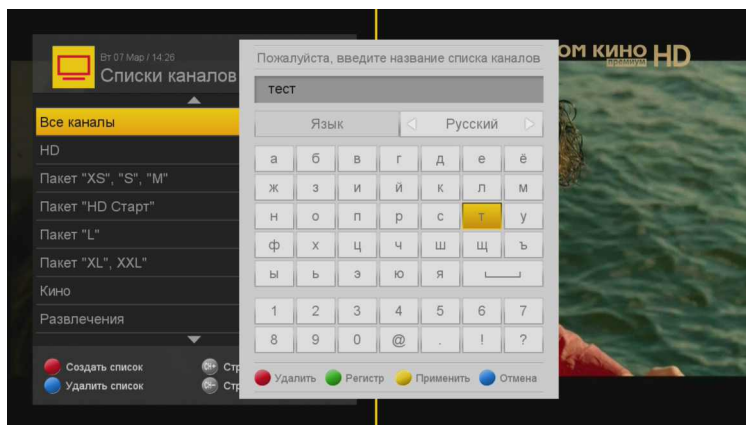 Вт 07 Мар / 14:26
Списки каналов
Все каналы
HD
Пакет "XS", "S", "M"
Пакет "HD Старт"
Пакет "L"
Пакет "XL", XXL"
Кино
Развлечения
Создать список
Стр
Удалить список
Стр
Пожалуйста, введите название списка каналов
тест
Язык Русский
а б в г д е ё
ж з и й к л м
н о п р с т у
ф х ц ч ш щ ъ
ы ь э ю я
1 2 3 4 5 6 7
8 9 0 @ . ! ?
Удалить Регистр Применить Отмена
ОМ КИНО HD
премиум